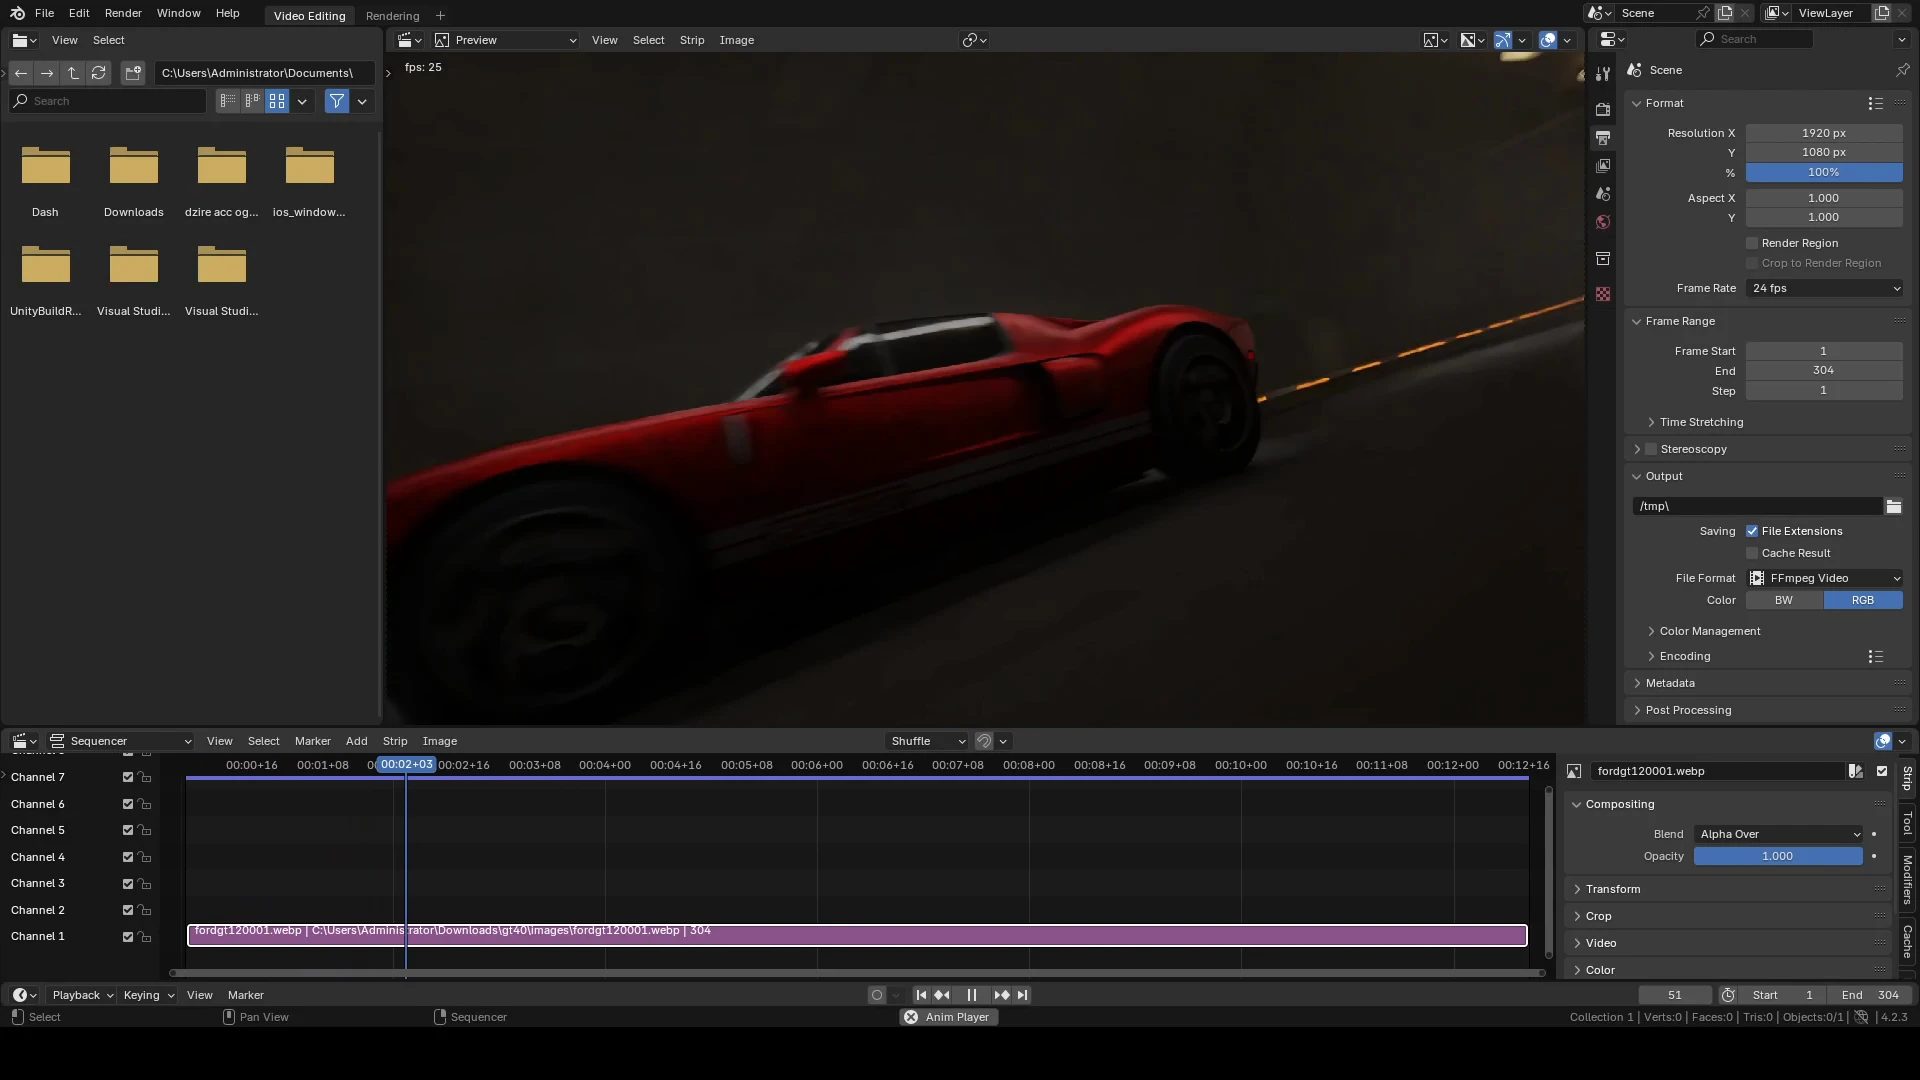 File Edit Render Window Help Video Editing Rendering + Scene ViewLayer
View Select
C:\Users\Administrator\Documents\
Search
Dash Downloads dzire acc og... ios_window...
UnityBuildR... Visual Studi... Visual Studi...
Preview View Select Strip Image
fps: 25
Search
Scene
Format
Resolution X 1920 px
Y 1080 px
% 100%
Aspect X 1.000
Y 1.000
Render Region
Crop to Render Region
Frame Rate 24 fps
Frame Range
Frame Start 1
End 304
Step 1
Time Stretching
Stereoscopy
Output
/tmp\
Saving File Extensions
Cache Result
File Format FFmpeg Video
Color BW RGB
Color Management
Encoding
Metadata
Post Processing
Sequencer View Select Marker Add Strip Image Shuffle
00:00+16 00:01+08 00:02+03 00:02+16 00:03+08 00:04+00 00:04+16 00:05+08 00:06+00 00:06+16 00:07+08 00:08+00 00:08+16 00:09+08 00:10+00 00:10+16 00:11+08 00:12+00 00:12+16
Channel 7
Channel 6
Channel 5
Channel 4
Channel 3
Channel 2
Channel 1
fordgt120001.webp | C:\Users\Administrator\Downloads\gt40\images\fordgt120001.webp | 304
fordgt120001.webp
Compositing
Blend Alpha Over
Opacity 1.000
Transform
Crop
Video
Color
Strip
Tool
Modifiers
Cache
Playback Keying View Marker 51 Start 1 End 304
Select Pan View Sequencer Anim Player Collection 1 | Verts:0 | Faces:0 | Tris:0 | Objects:0/1 | 4.2.3